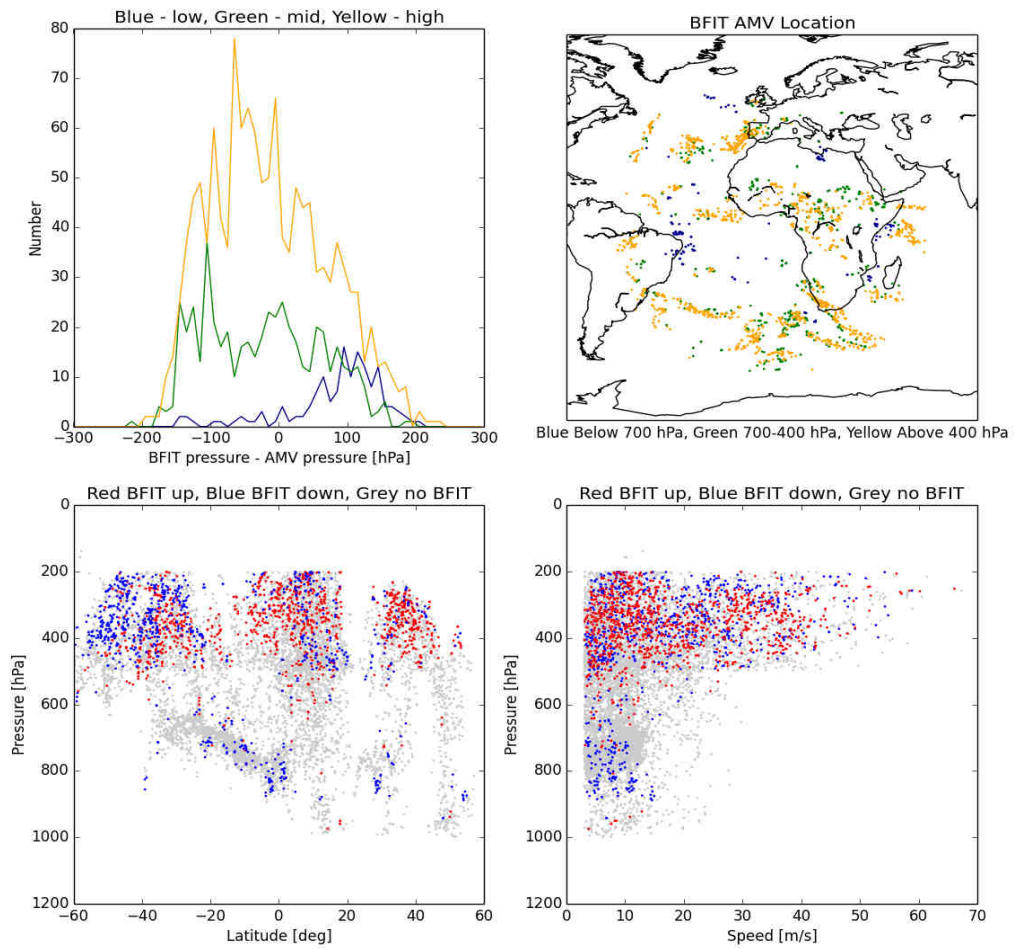 Blue - low, Green - mid, Yellow - high
80
70
60
50
40
30
20
10
0
Number
−300 −200 −100 0 100 200 300
BFIT pressure - AMV pressure [hPa]
BFIT AMV Location
Blue Below 700 hPa, Green 700-400 hPa, Yellow Above 400 hPa
Red BFIT up, Blue BFIT down, Grey no BFIT
0
200
400
600
800
1000
1200
Pressure [hPa]
−60 −40 −20 0 20 40 60
Latitude [deg]
Red BFIT up, Blue BFIT down, Grey no BFIT
0
200
400
600
800
1000
1200
Pressure [hPa]
0 10 20 30 40 50 60 70
Speed [m/s]